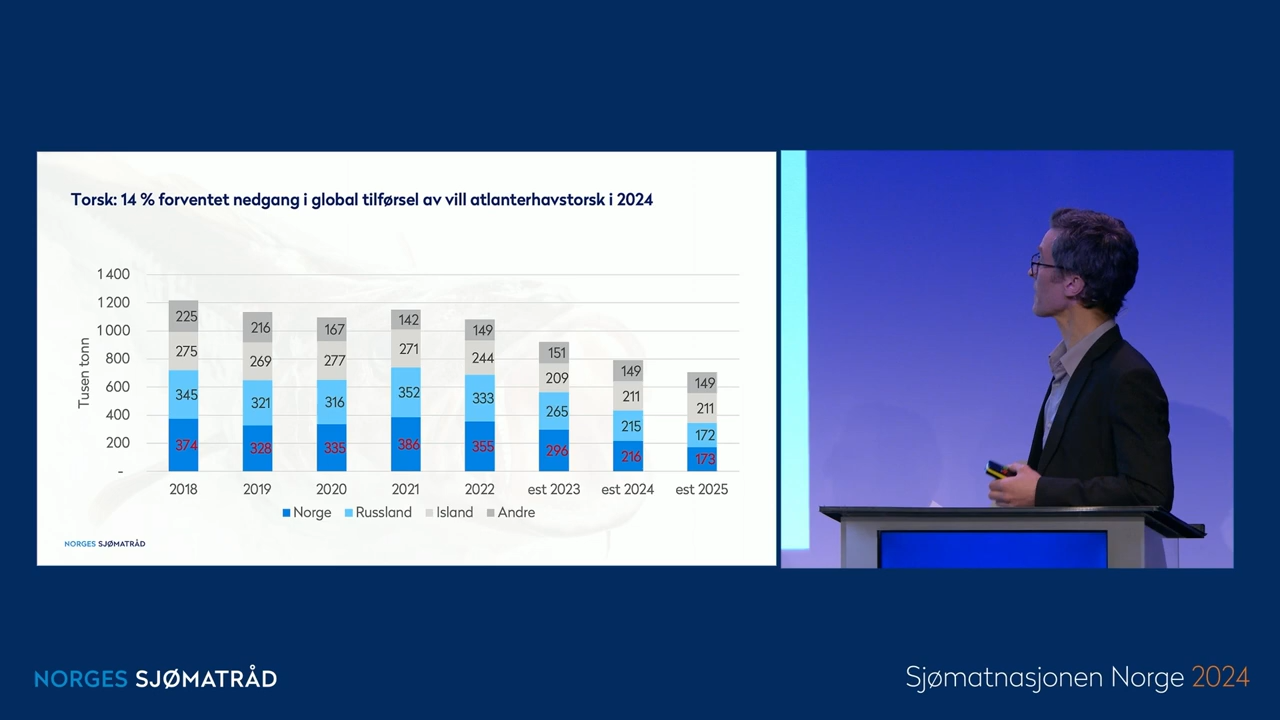 Torsk: 14 % forventet nedgang i global tilførsel av vill atlanterhavstorsk i 2024
Tusen tonn
1 400
1 200
1 000
800
600
400
200
-
225 216 167 142 149 151 149 149
275 269 277 271 244 209 211 211
345 321 316 352 333 265 215 172
374 328 335 386 355 296 216 173
2018 2019 2020 2021 2022 est 2023 est 2024 est 2025
Norge Russland Island Andre
NORGES SJØMATRÅD
NORGES SJØMATRÅD
Sjømatnasjonen Norge 2024